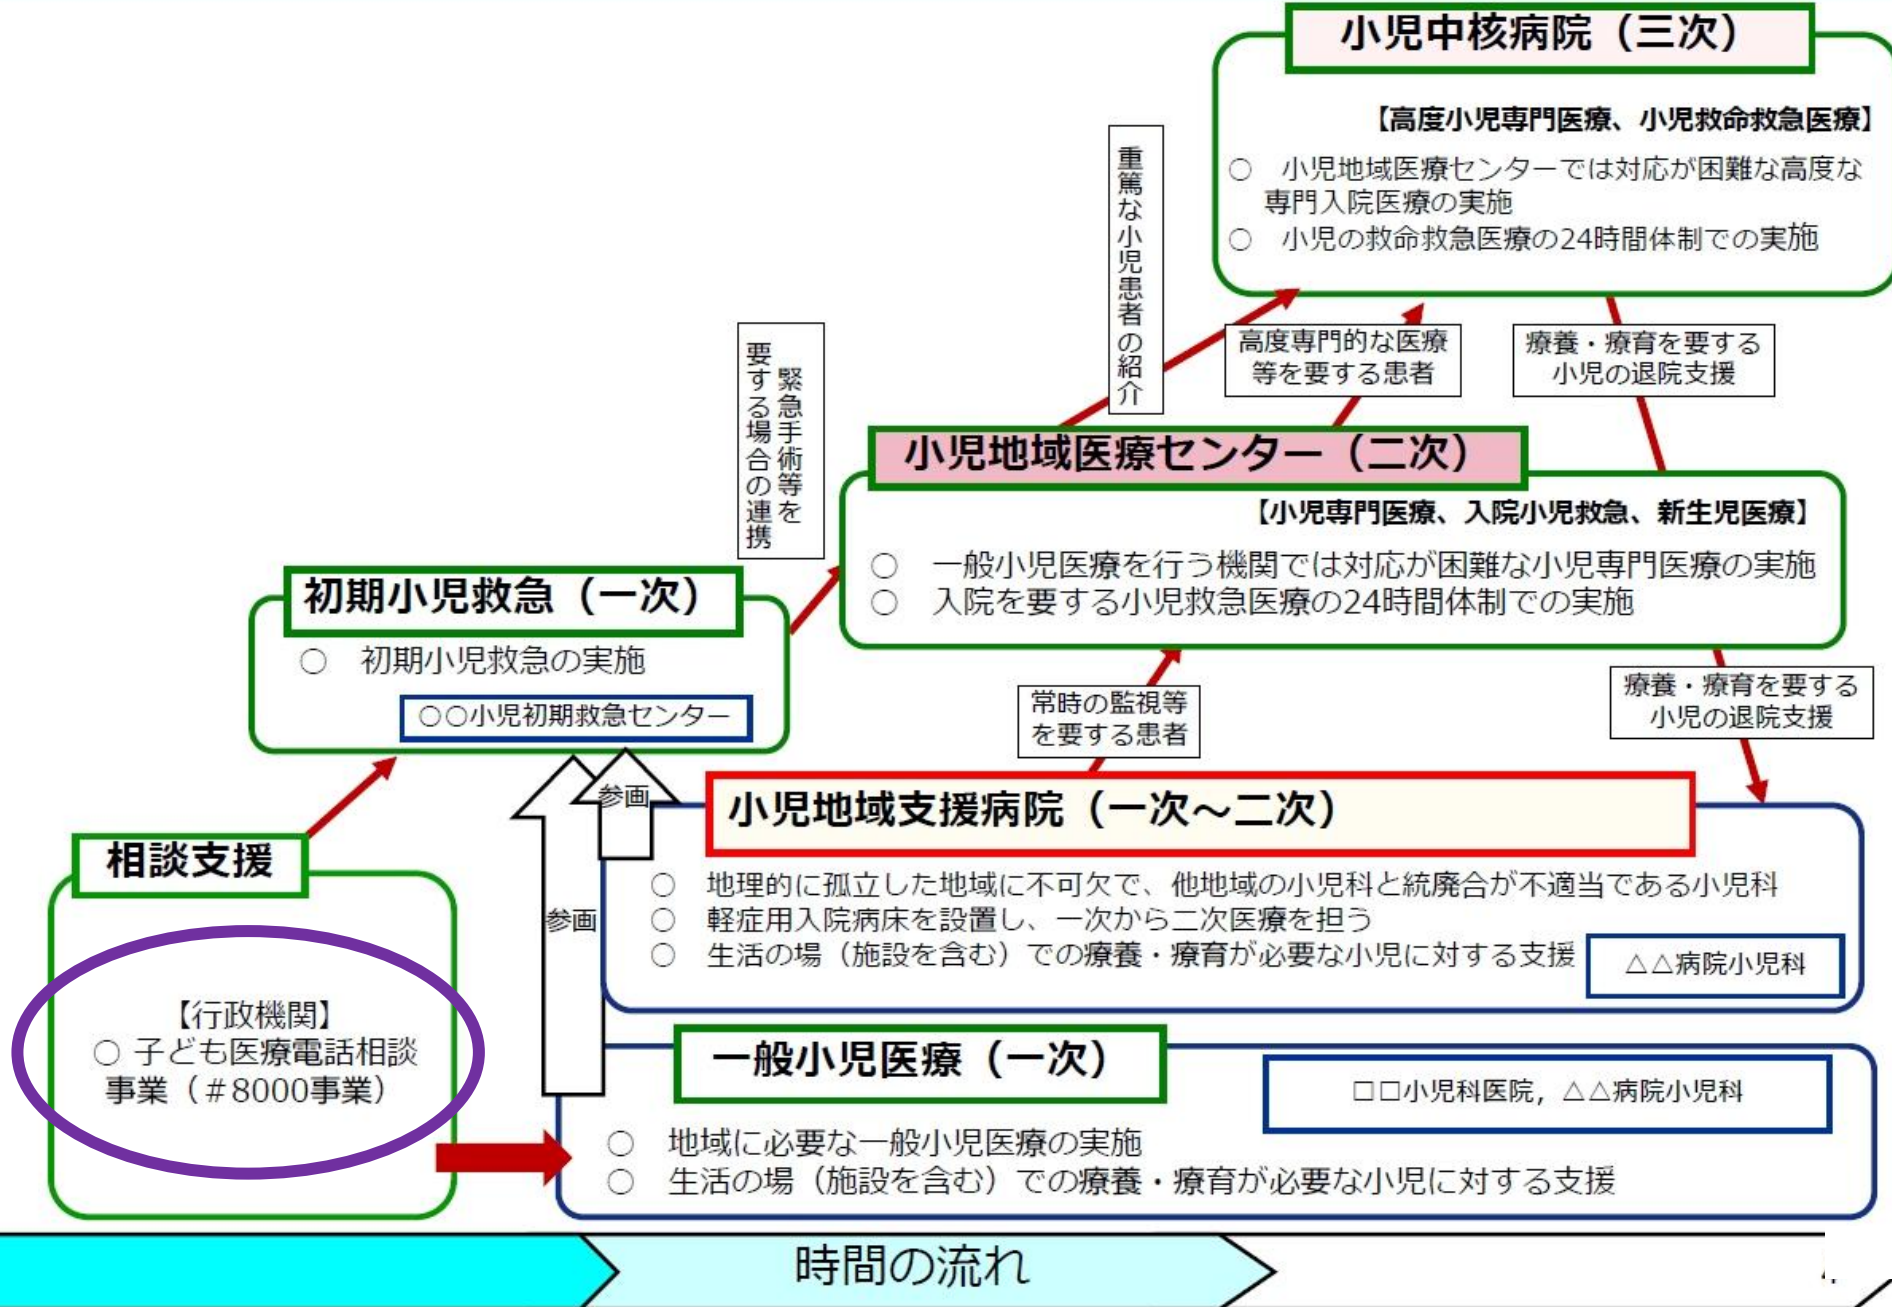 小児中核病院（三次）
【高度小児専門医療、小児救命救急医療】
○　小児地域医療センターでは対応が困難な高度な
専門入院医療の実施
○　小児の救命救急医療の24時間体制での実施
重篤な小児患者の紹介
高度専門的な医療
等を要する患者
療養・療育を要する
小児の退院支援
緊急手術等を
要する場合の連携
小児地域医療センター（二次）
【小児専門医療、入院小児救急、新生児医療】
○　一般小児医療を行う機関では対応が困難な小児専門医療の実施
○　入院を要する小児救急医療の24時間体制での実施
初期小児救急（一次）
○　初期小児救急の実施
○○小児初期救急センター
常時の監視等
を要する患者
療養・療育を要する
小児の退院支援
参画
小児地域支援病院（一次～二次）
○　地理的に孤立した地域に不可欠で、他地域の小児科と統廃合が不適当である小児科
○　軽症用入院病床を設置し、一次から二次医療を担う
○　生活の場（施設を含む）での療養・療育が必要な小児に対する支援
△△病院小児科
参画
相談支援
【行政機関】
○ 子ども医療電話相談
事業（＃8000事業）
一般小児医療（一次）
□□小児科医院，△△病院小児科
○　地域に必要な一般小児医療の実施
○　生活の場（施設を含む）での療養・療育が必要な小児に対する支援
時間の流れ